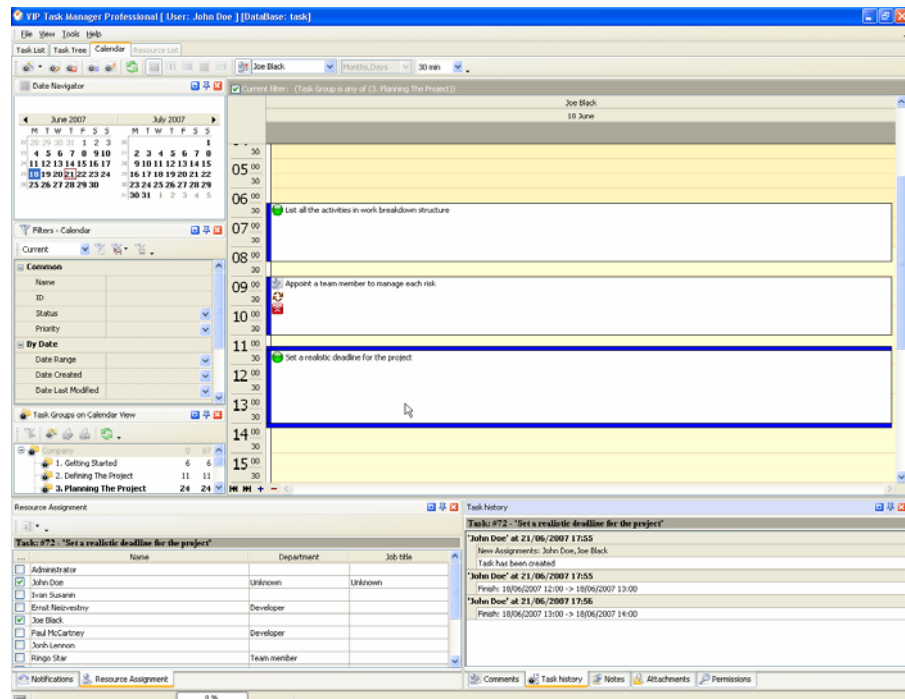 VIP Task Manager Professional [ User: John Doe ] [DataBase: task]
File View Tools Help
Task List Task Tree Calendar Resource List
Joe Black Months,Days 30 min
Date Navigator
Current filter: (Task Group is any of (3. Planning The Project))
Joe Black
18 June
June 2007 July 2007
M T W T F S S M T W T F S S
28 29 30 31 1 2 3 1
4 5 6 7 8 9 10 2 3 4 5 6 7 8
11 12 13 14 15 16 17 9 10 11 12 13 14 15
18 19 20 21 22 23 24 16 17 18 19 20 21 22
25 26 27 28 29 30 23 24 25 26 27 28 29
30 31 1 2 3 4 5
30
05 00
30
06 00
30 List all the activities in work breakdown structure
07 00
30
08 00
30
09 00 Appoint a team member to manage each risk
30
10 00
30
11 00
30 Set a realistic deadline for the project
12 00
30
13 00
30
14 00
30
15 00
30
Filters - Calendar
Current
Common
Name
ID
Status
Priority
By Date
Date Range
Date Created
Date Last Modified
Task Groups on Calendar View
Company 0 67
1. Getting Started 6 6
2. Defining The Project 11 11
3. Planning The Project 24 24
Resource Assignment
Task: #72 - 'Set a realistic deadline for the project'
... Name Department Job title
Administrator
John Doe Unknown Unknown
Ivan Susanin
Ernst Neizvestny Developer
Joe Black
Paul McCartney Developer
Jonh Lennon
Ringo Star Team member
Notifications Resource Assignment
Task history
Task: #72 - 'Set a realistic deadline for the project'
'John Doe' at 21/06/2007 17:55
New Assignments: John Doe,Joe Black
Task has been created
'John Doe' at 21/06/2007 17:55
Finish: 18/06/2007 12:00 -> 18/06/2007 13:00
'John Doe' at 21/06/2007 17:56
Finish: 18/06/2007 13:00 -> 18/06/2007 14:00
Comments Task history Notes Attachments Permissions
0 %